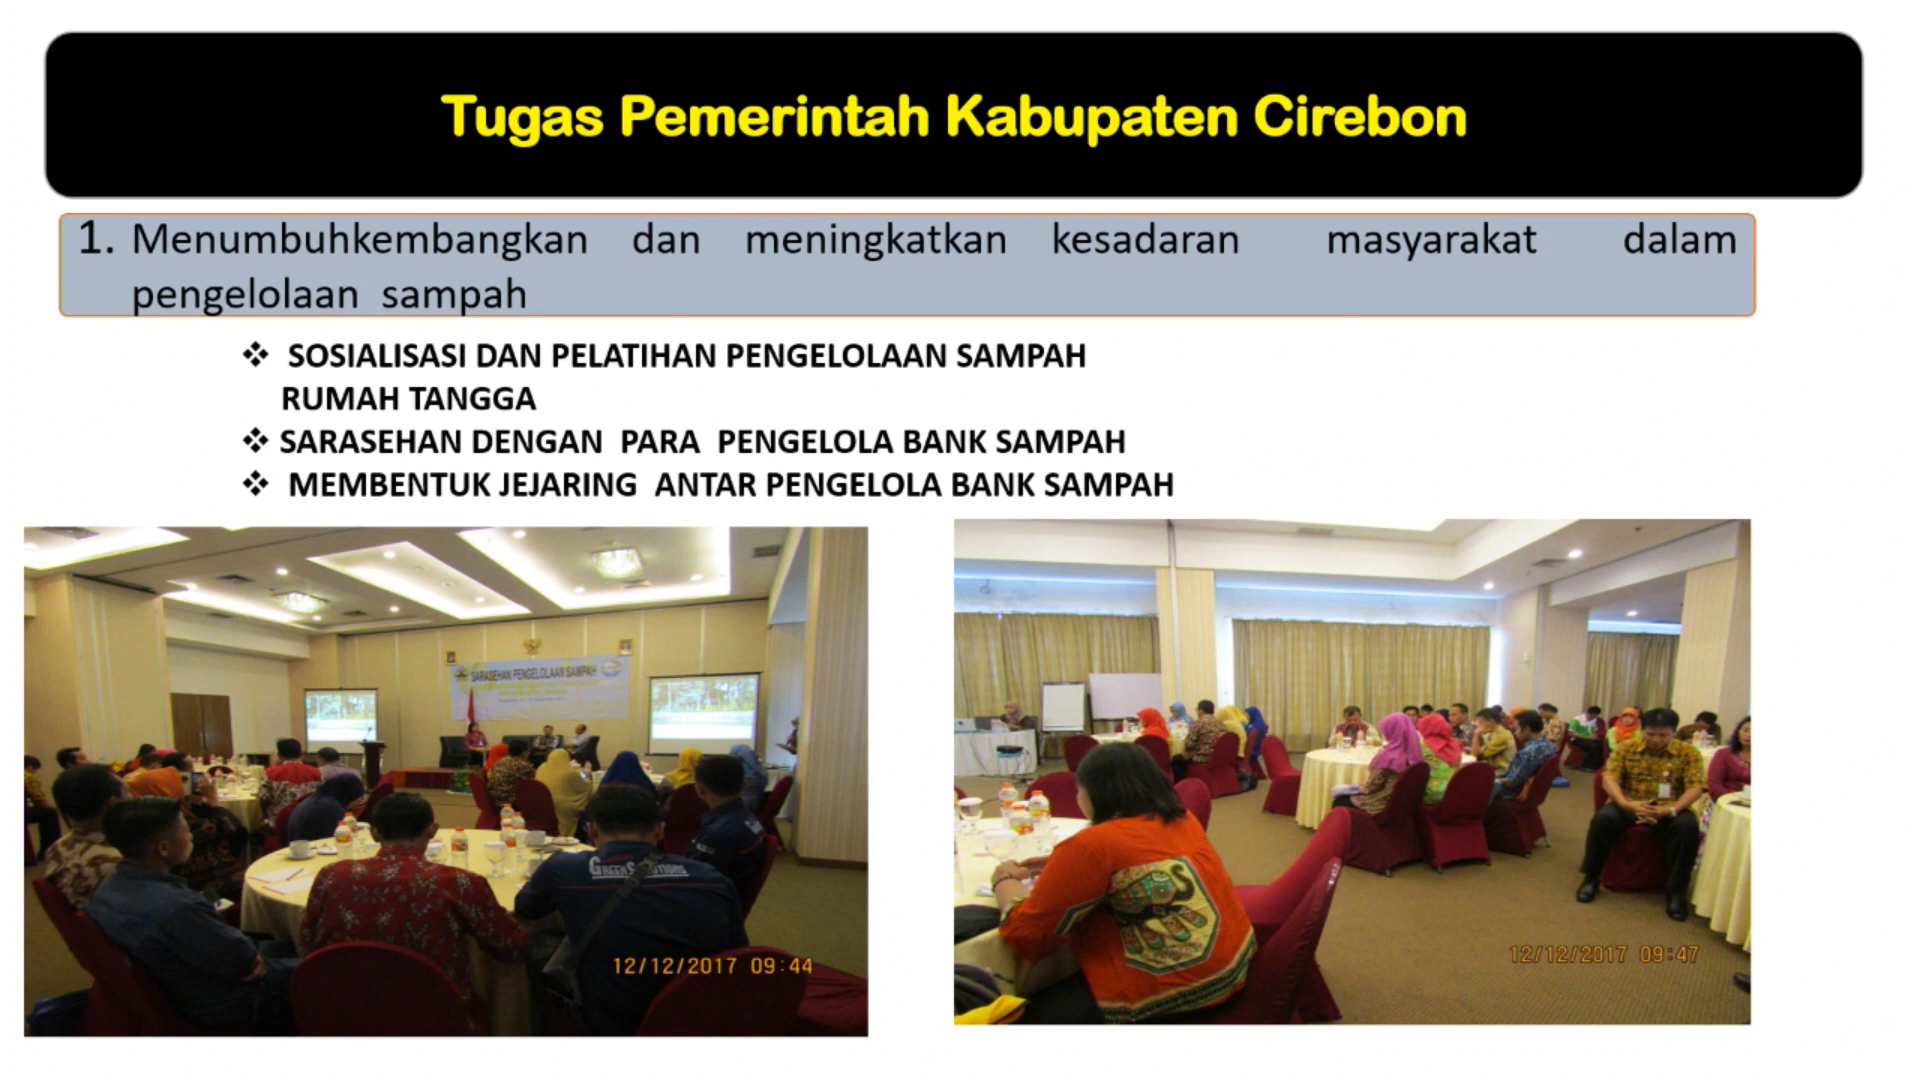 Tugas Pemerintah Kabupaten Cirebon
1. Menumbuhkembangkan dan meningkatkan kesadaran masyarakat dalam
pengelolaan sampah
❖ SOSIALISASI DAN PELATIHAN PENGELOLAAN SAMPAH
RUMAH TANGGA
❖ SARASEHAN DENGAN PARA PENGELOLA BANK SAMPAH
❖ MEMBENTUK JEJARING ANTAR PENGELOLA BANK SAMPAH
SARASEHAN PENGELOLAAN SAMPAH
12/12/2017 09:44
12/12/2017 09:47